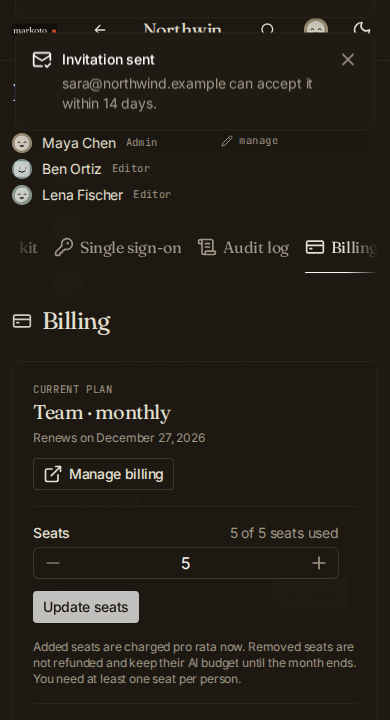 markoto
Northwin
Invitation sent
sara@northwind.example can accept it
within 14 days.
Maya Chen Admin
manage
Ben Ortiz Editor
Lena Fischer Editor
kit Single sign-on Audit log Billing
Billing
CURRENT PLAN
Team · monthly
Renews on December 27, 2026
Manage billing
Seats 5 of 5 seats used
5
Update seats
Added seats are charged pro rata now. Removed seats are
not refunded and keep their AI budget until the month ends.
You need at least one seat per person.